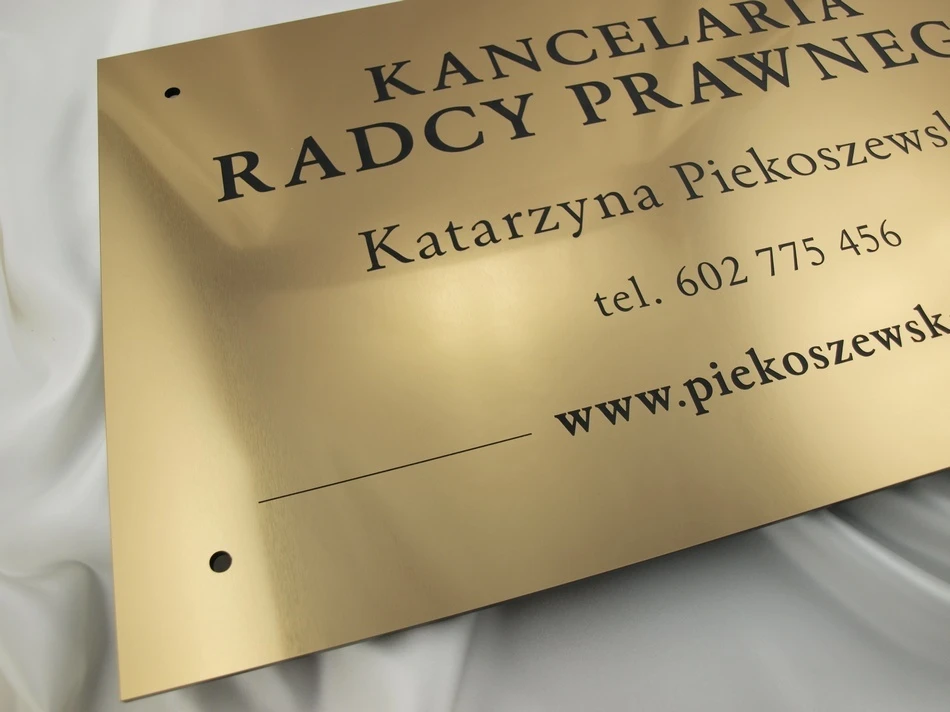 KANCELARIA
RADCY PRAWNEG
Katarzyna Piekoszewsk
tel. 602 775 456
www.piekoszewsk